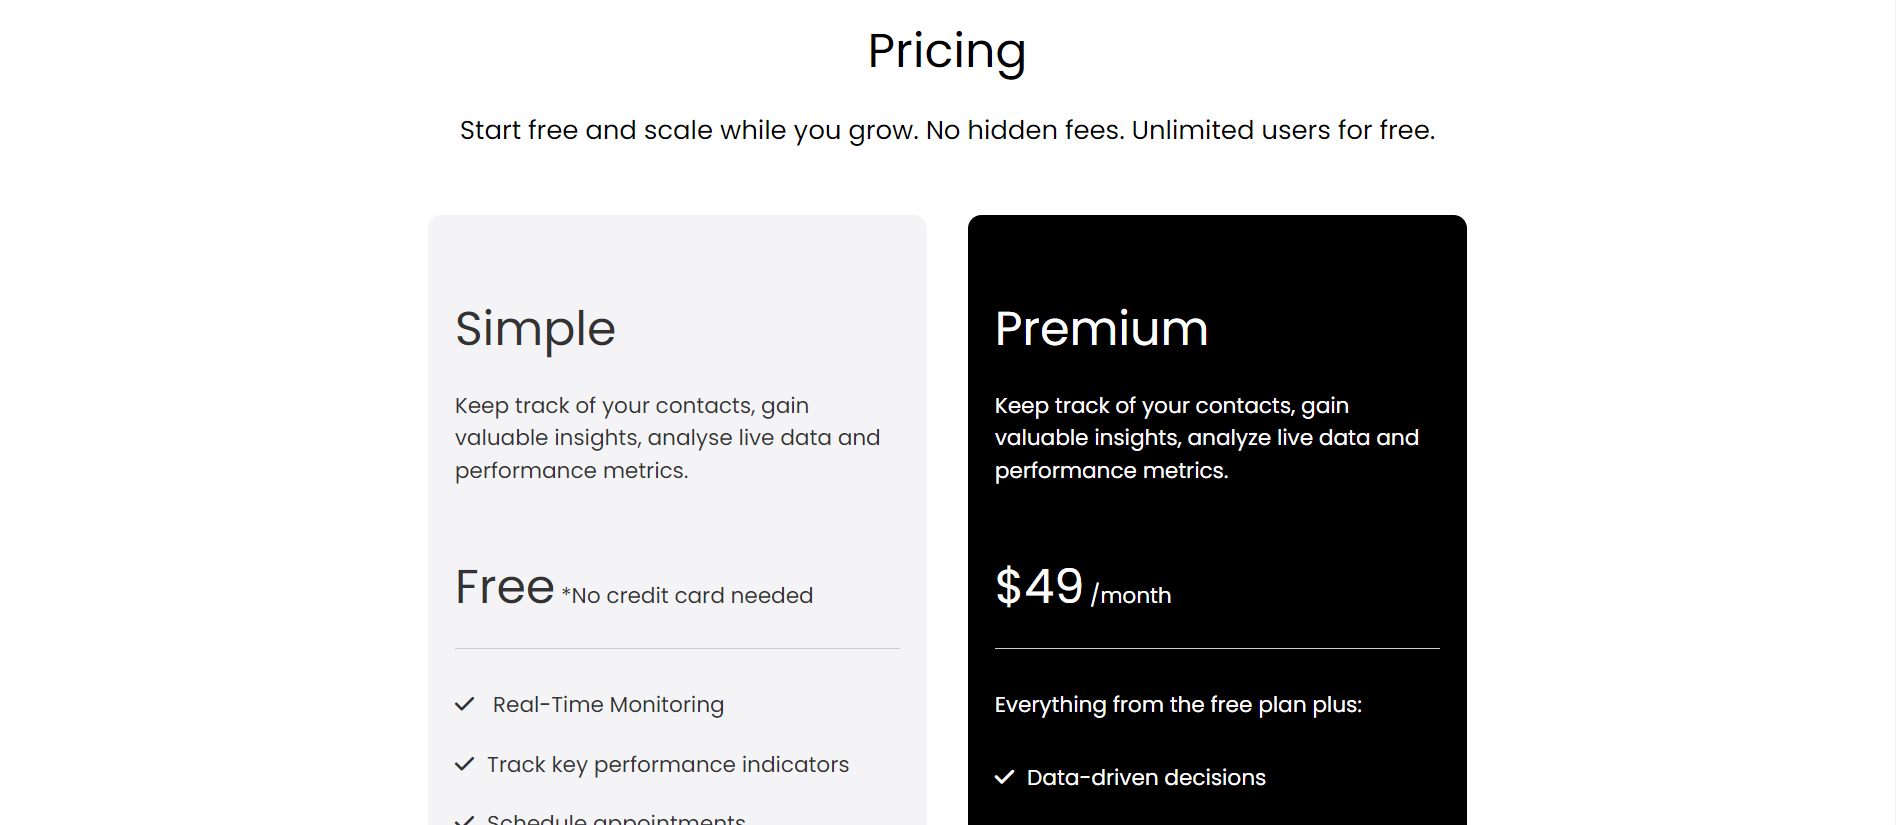 Pricing
Start free and scale while you grow. No hidden fees. Unlimited users for free.
Simple
Keep track of your contacts, gain
valuable insights, analyse live data and
performance metrics.
Free *No credit card needed
Real-Time Monitoring
Track key performance indicators
Schedule appointments
Premium
Keep track of your contacts, gain
valuable insights, analyze live data and
performance metrics.
$49 /month
Everything from the free plan plus:
Data-driven decisions